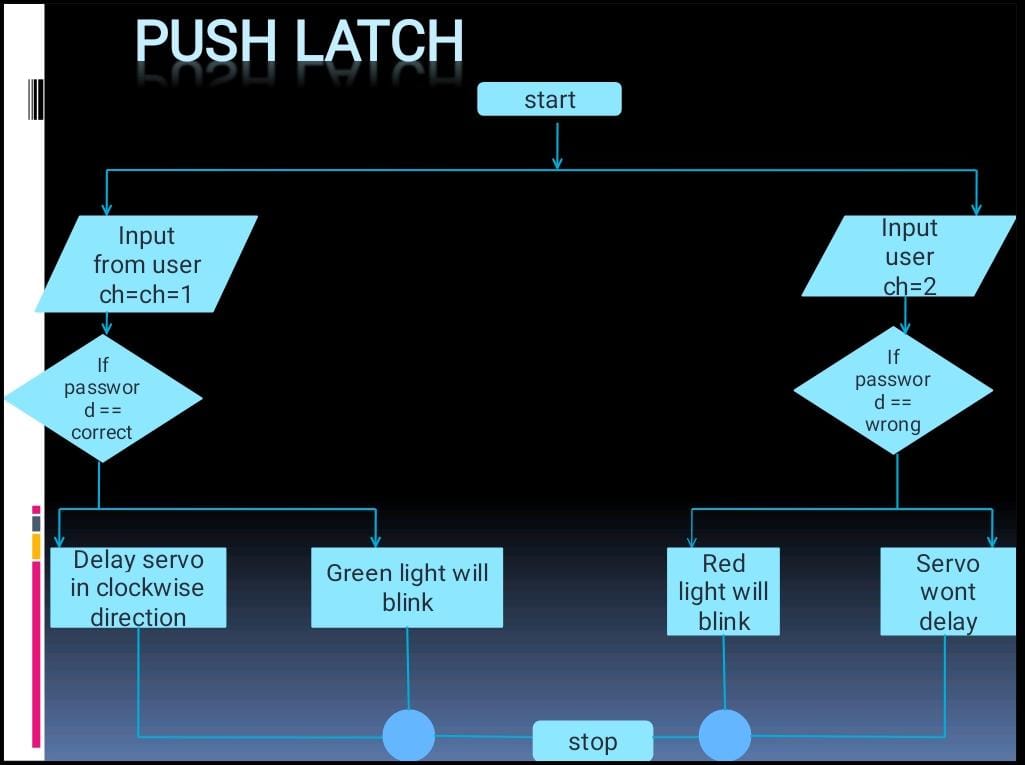 PUSH LATCH
start
Input
from user
ch=ch=1
Input
user
ch=2
If
passwor
d ==
correct
If
passwor
d ==
wrong
Delay servo
in clockwise
direction
Green light will
blink
Red
light will
blink
Servo
wont
delay
stop